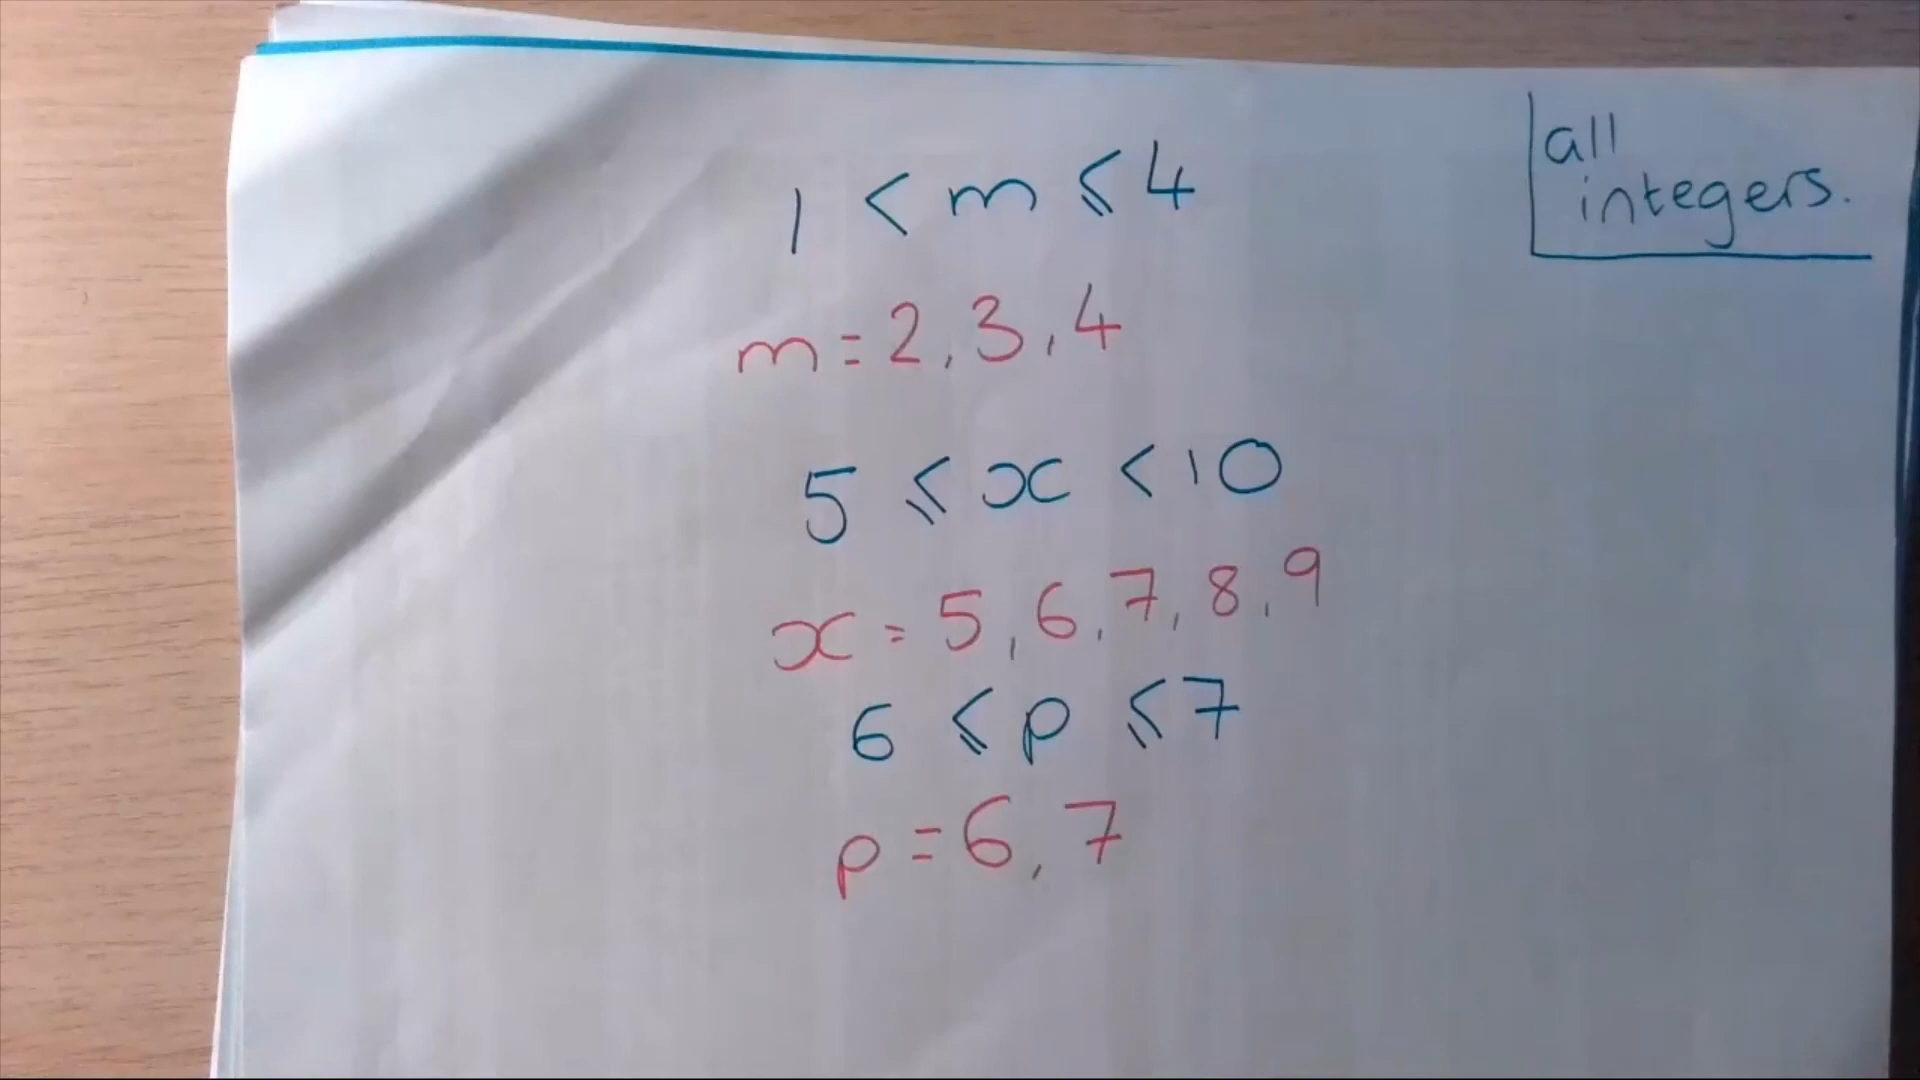 1 < m ⩽ 4
m = 2, 3, 4
5 ⩽ x < 10
x = 5, 6, 7, 8, 9
6 ⩽ p ⩽ 7
p = 6, 7
all
integers.